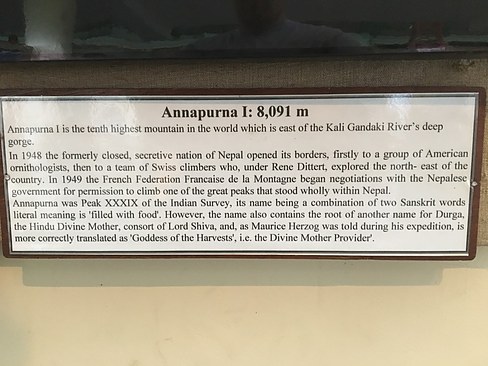 Annapurna I: 8,091 m
Annapurna I is the tenth highest mountain in the world which is east of the Kali Gandaki River's deep
gorge.
In 1948 the formerly closed, secretive nation of Nepal opened its borders, firstly to a group of American
ornithologists, then to a team of Swiss climbers who, under Rene Dittert, explored the north- east of the
country. In 1949 the French Federation Francaise de la Montagne began negotiations with the Nepalese
government for permission to climb one of the great peaks that stood wholly within Nepal.
Annapurna was Peak XXXIX of the Indian Survey, its name being a combination of two Sanskrit words
literal meaning is 'filled with food'. However, the name also contains the root of another name for Durga,
the Hindu Divine Mother, consort of Lord Shiva, and, as Maurice Herzog was told during his expedition, is
more correctly translated as 'Goddess of the Harvests', i.e. the Divine Mother Provider'.